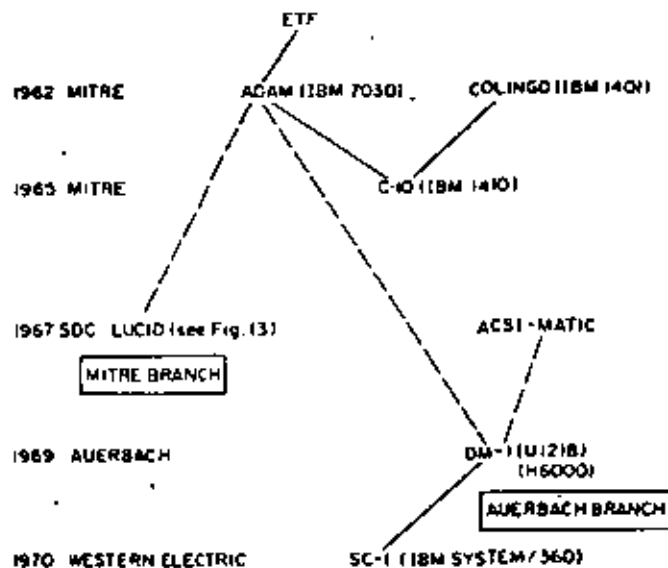 ETF
1962 MITRE ADAM (IBM 7030) COLINGO (IBM 1401)
1965 MITRE C-10 (IBM 1410)
1967 SDC LUCID (see Fig. 13) ACSI-MATIC
MITRE BRANCH
1969 AUERBACH DM-1 (U1218)
(H6000)
AUERBACH BRANCH
1970 WESTERN ELECTRIC SC-1 (IBM SYSTEM/360)